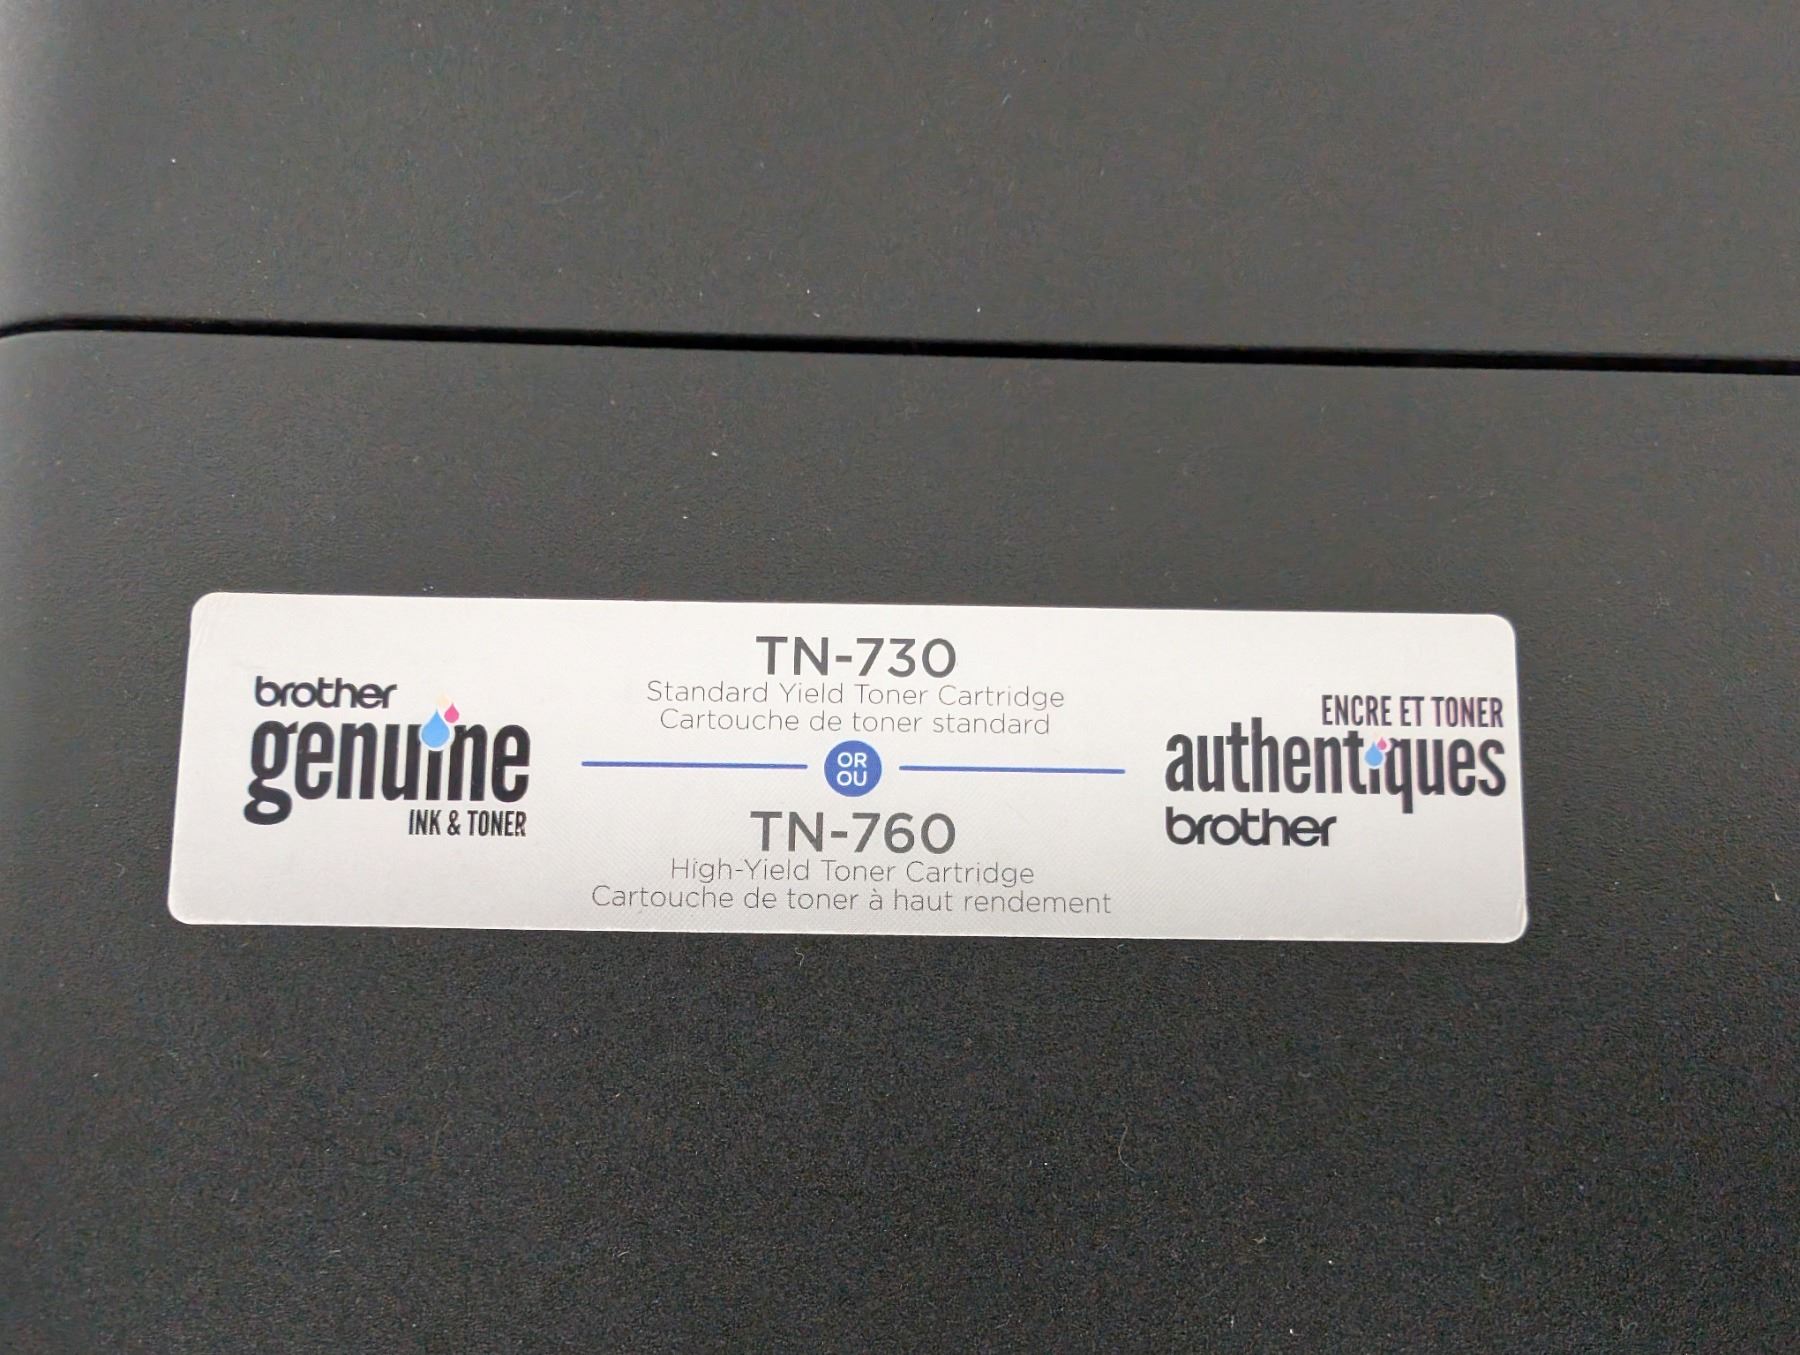 brother
genuine
INK & TONER
TN-730
Standard Yield Toner Cartridge
Cartouche de toner standard
OR
OU
TN-760
High-Yield Toner Cartridge
Cartouche de toner à haut rendement
ENCRE ET TONER
authentiques
brother